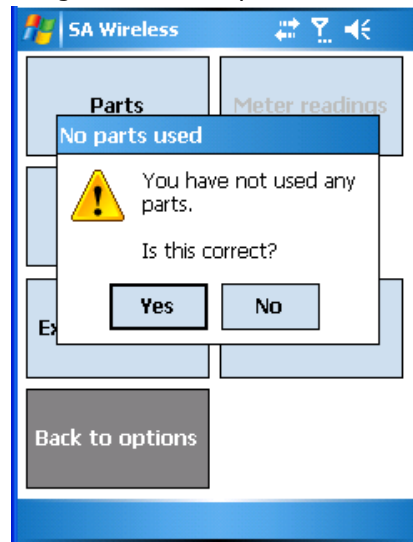 SA Wireless
Parts
Meter readings
No parts used
You have not used any
parts.
Is this correct?
Yes
No
Back to options